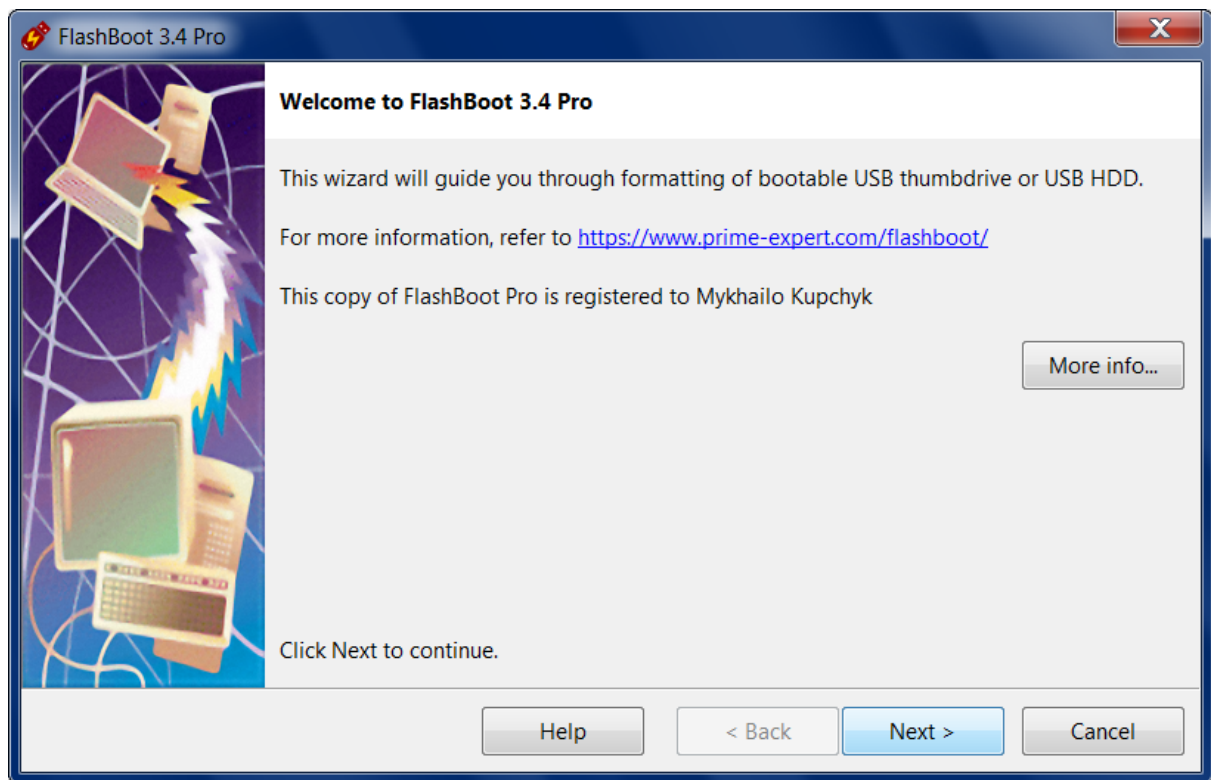 FlashBoot 3.4 Pro
Welcome to FlashBoot 3.4 Pro
This wizard will guide you through formatting of bootable USB thumbdrive or USB HDD.
For more information, refer to https://www.prime-expert.com/flashboot/
This copy of FlashBoot Pro is registered to Mykhailo Kupchyk
More info...
Click Next to continue.
Help < Back Next > Cancel